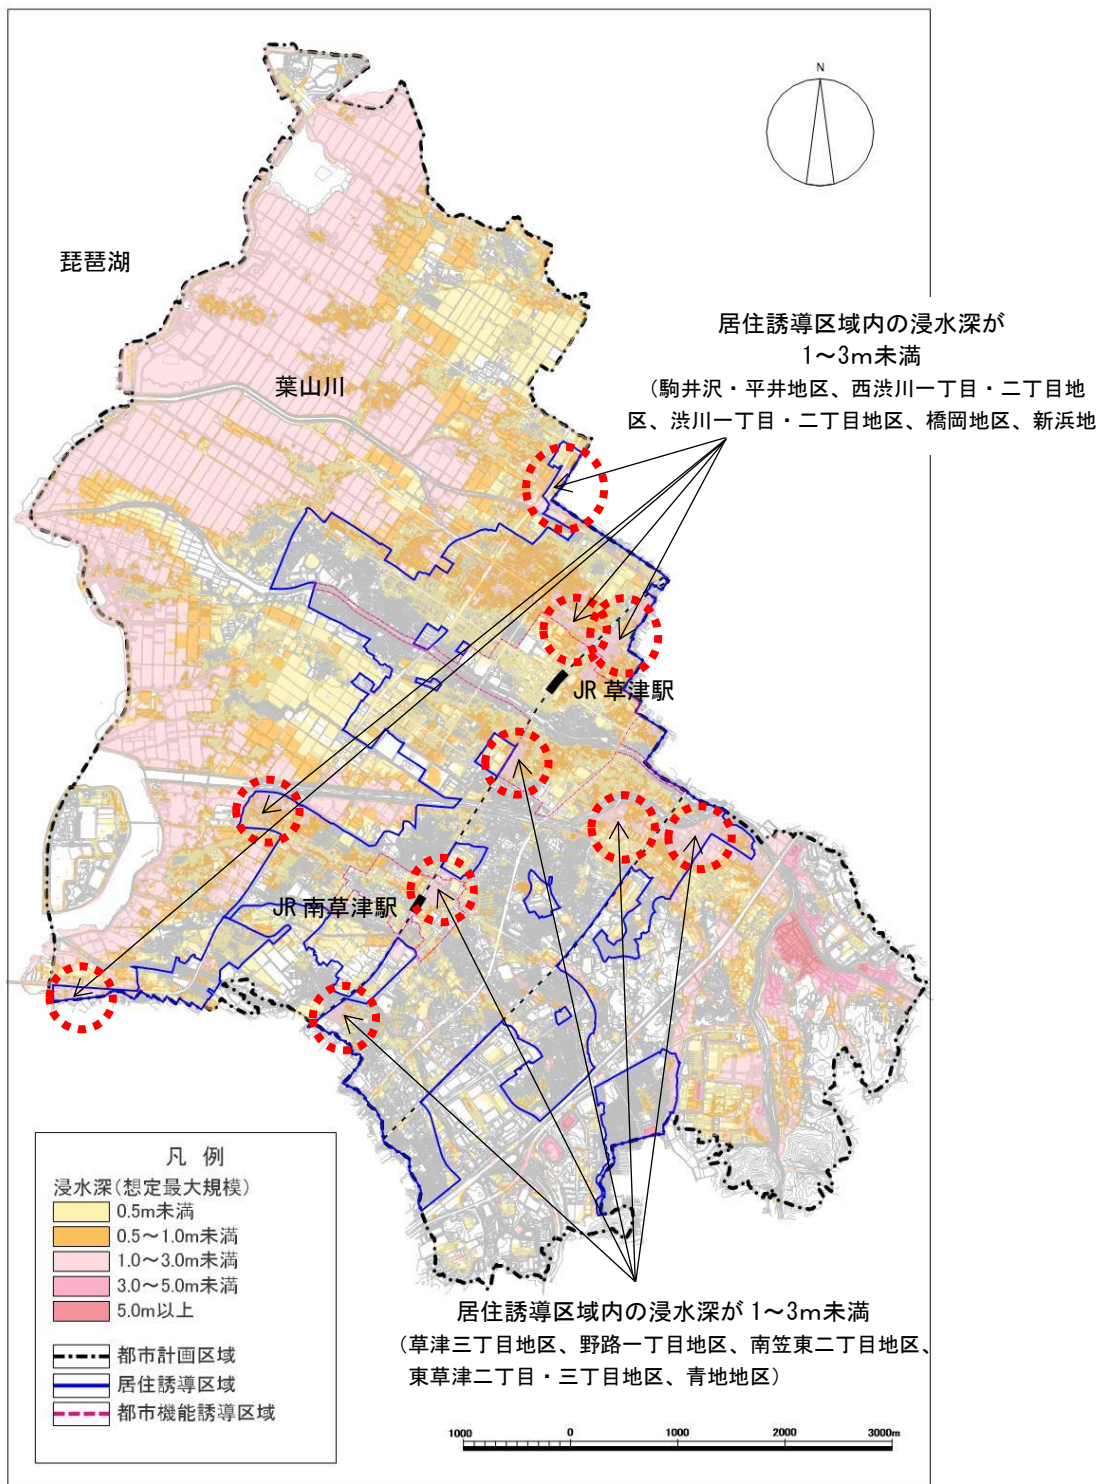 N
琵琶湖
居住誘導区域内の浸水深が
1～3m未満
（駒井沢・平井地区、西渋川一丁目・二丁目地
区、渋川一丁目・二丁目地区、橋岡地区、新浜地
葉山川
JR 草津駅
JR 南草津駅
凡 例
浸水深(想定最大規模)
0.5m未満
0.5～1.0m未満
1.0～3.0m未満
3.0～5.0m未満
5.0m以上
都市計画区域
居住誘導区域
都市機能誘導区域
居住誘導区域内の浸水深が 1～3m未満
（草津三丁目地区、野路一丁目地区、南笠東二丁目地区、
東草津二丁目・三丁目地区、青地地区）
1000 0 1000 2000 3000m